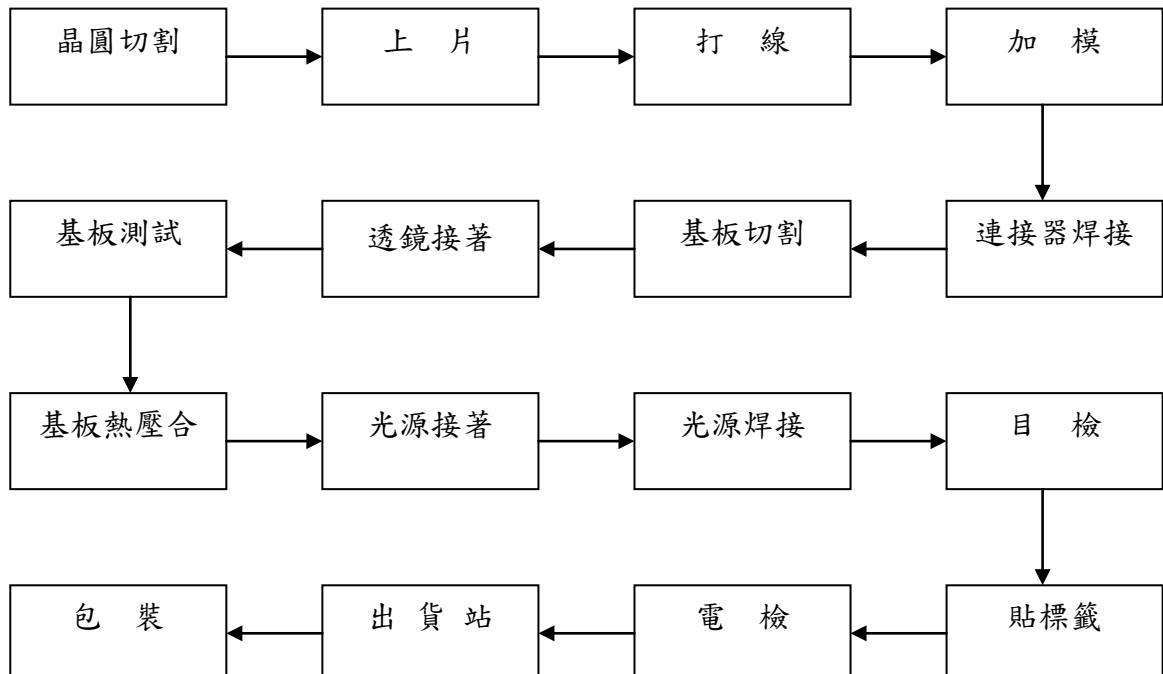 晶圓切割
上 片
打 線
加 模
連接器焊接
基板切割
透鏡接著
基板測試
基板熱壓合
光源接著
光源焊接
目 檢
貼標籤
電 檢
出 貨 站
包 裝